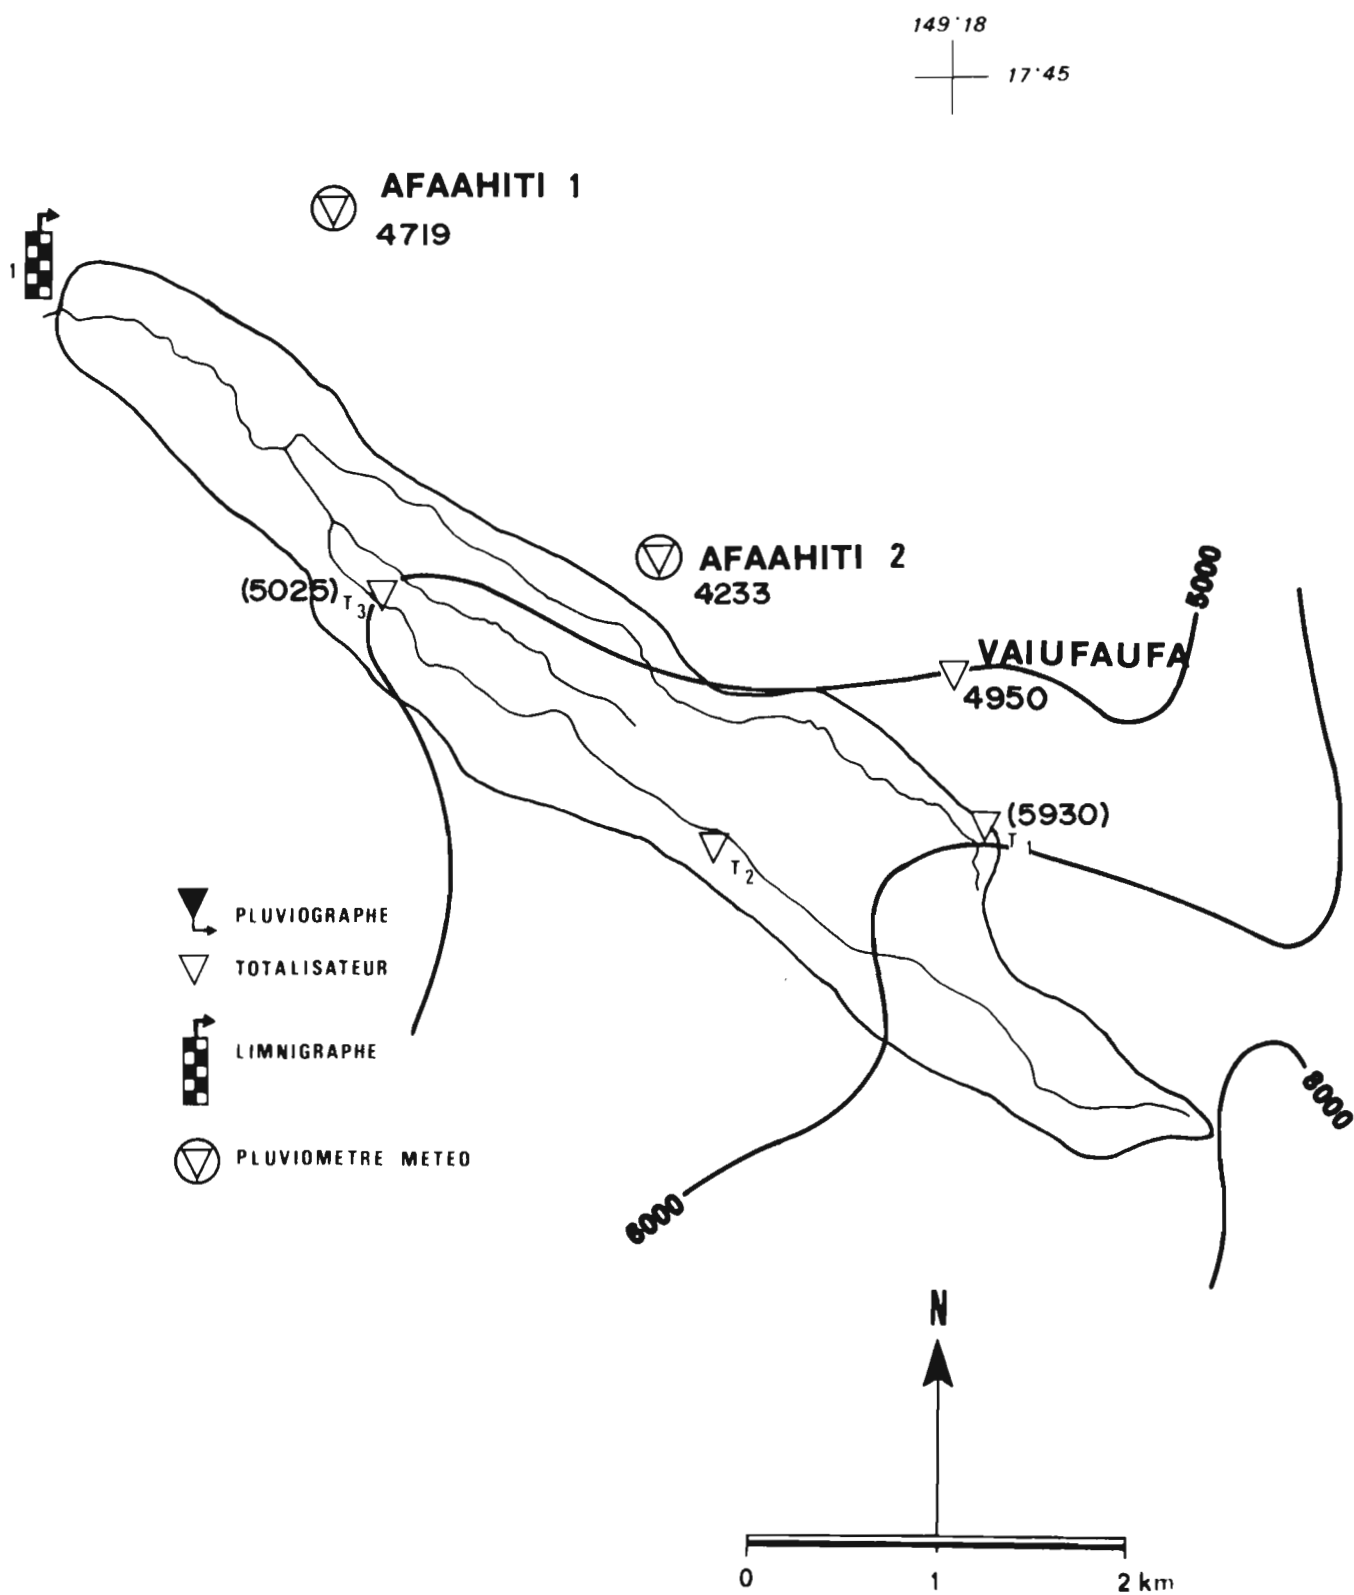 149°18
17°45
AFAAHITI 1
4719
1
AFAAHITI 2
4233
5000
(5025)
T3
VAIUFAUFA
4950
(5930)
T1
T2
PLUVIOGRAPHE
TOTALISATEUR
LIMNIGRAPHE
PLUVIOMETRE METEO
8000
6000
N
0 1 2 km